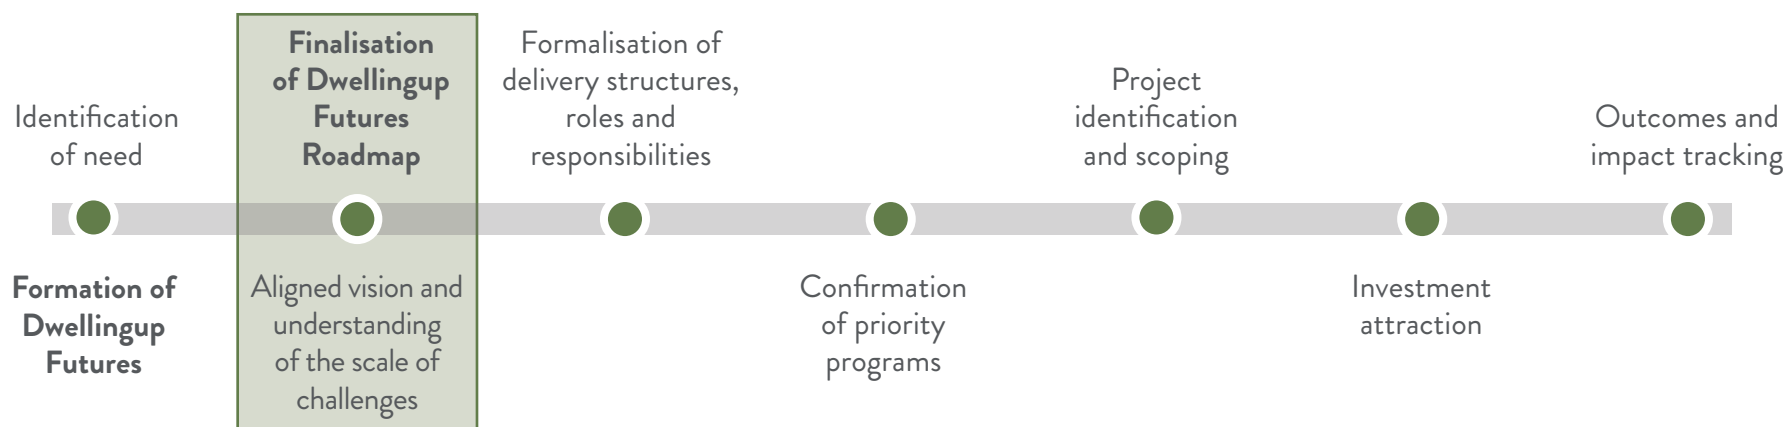 Identification
of need
Formation of
Dwellingup
Futures
Finalisation
of Dwellingup
Futures
Roadmap
Aligned vision and
understanding
of the scale of
challenges
Formalisation of
delivery structures,
roles and
responsibilities
Confirmation
of priority
programs
Project
identification
and scoping
Investment
attraction
Outcomes and
impact tracking